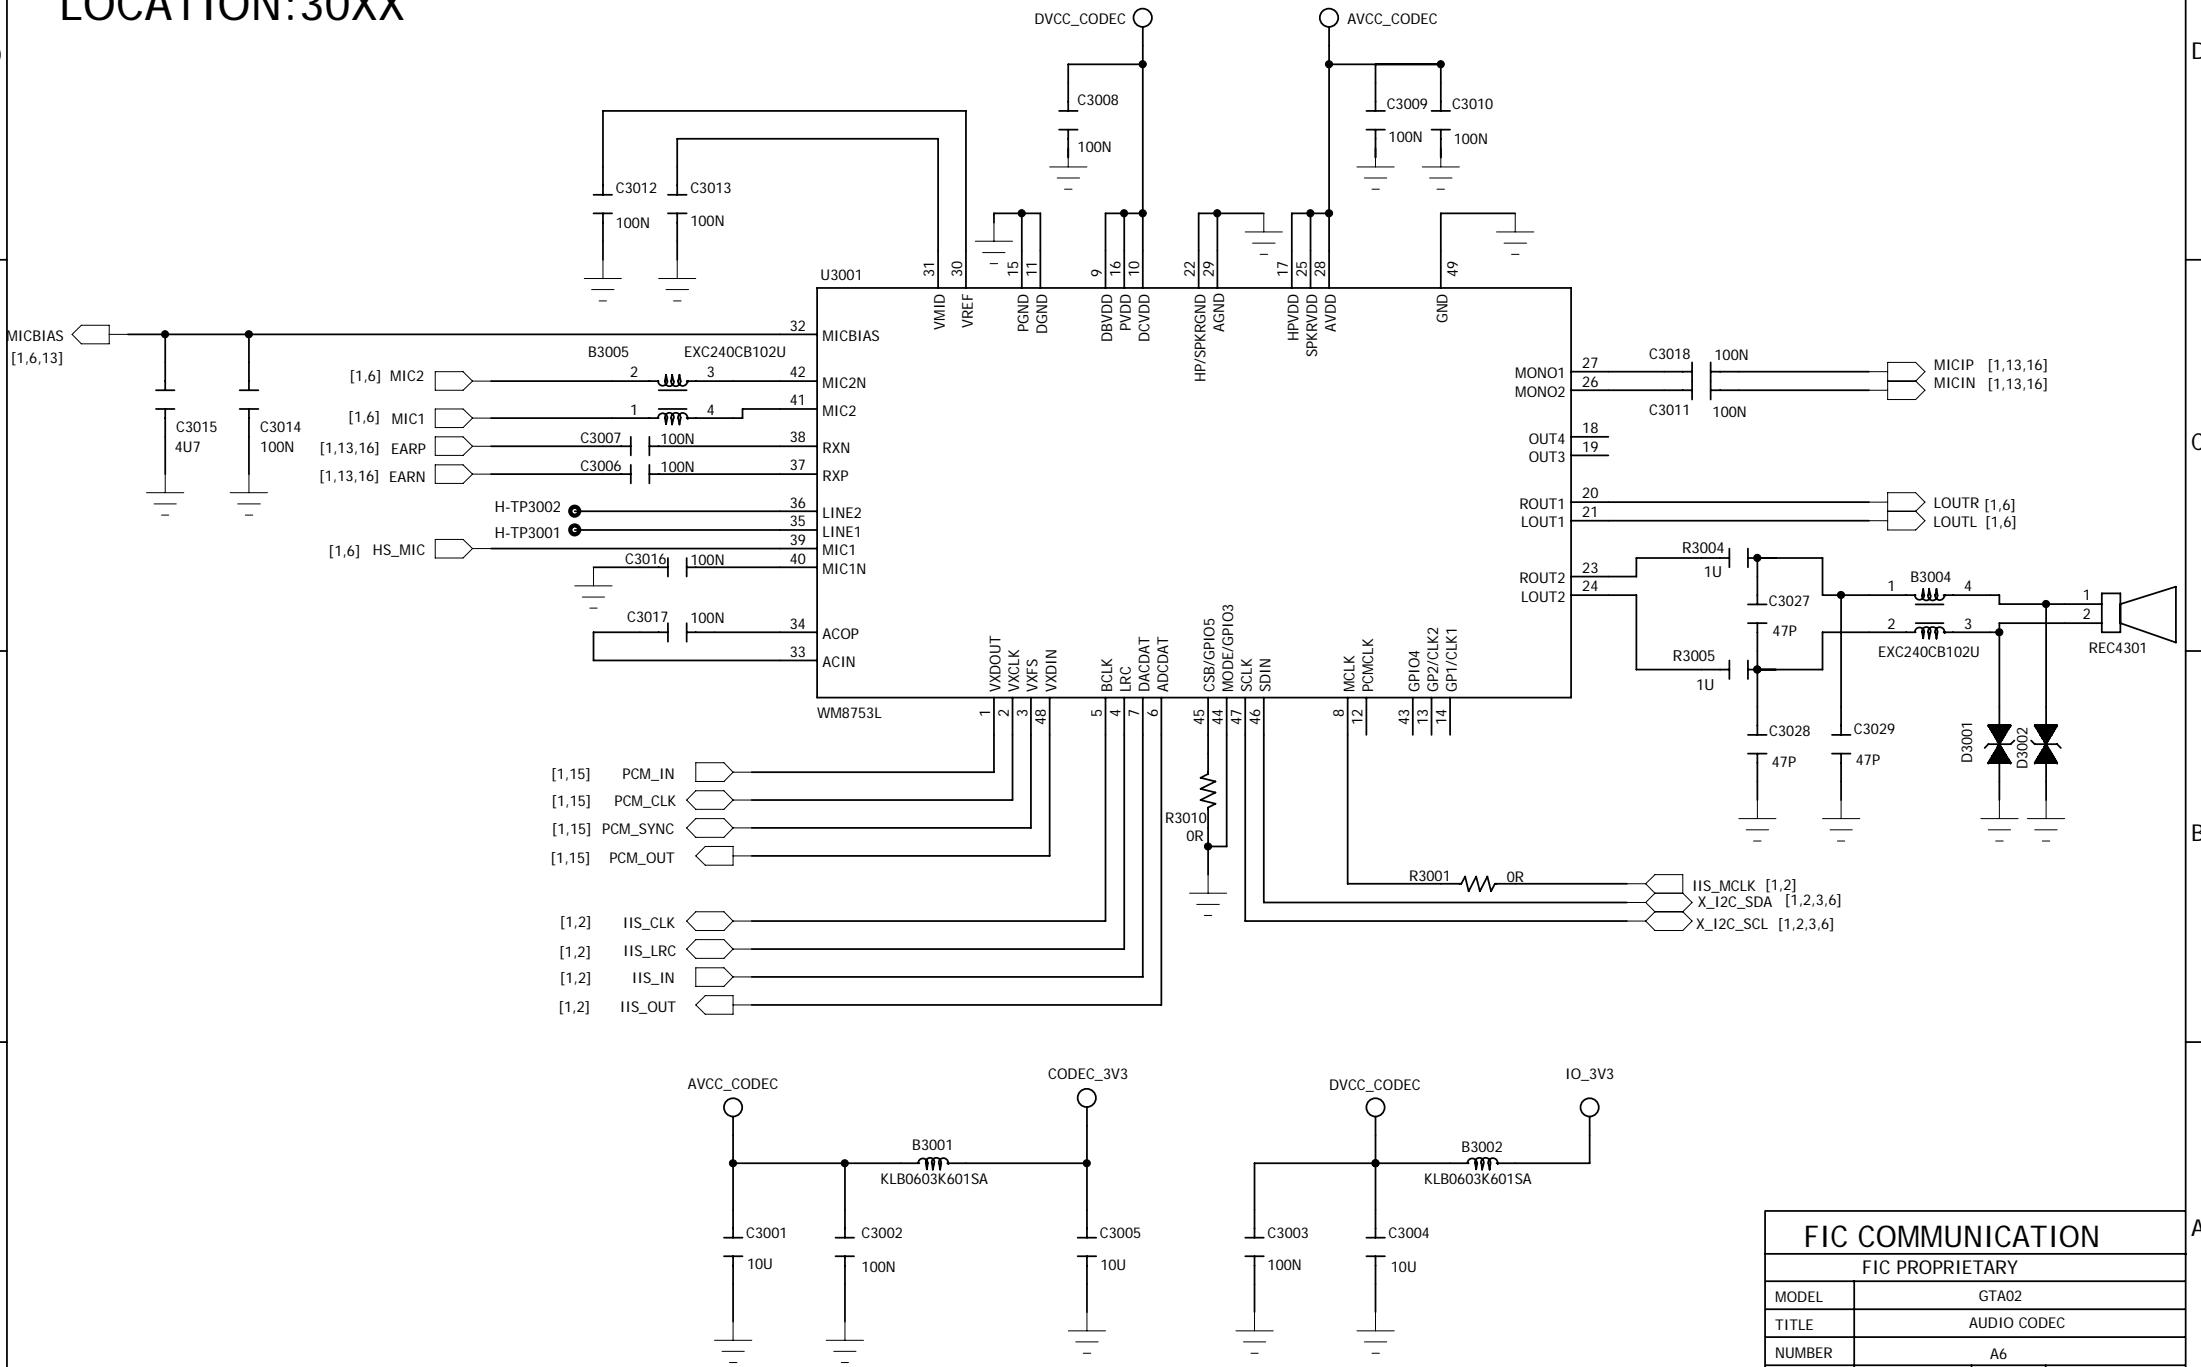 LOCATION:30XX
DVCC_CODEC
AVCC_CODEC
D
C3008
100N
C3009
100N
C3010
100N
C3012
100N
C3013
100N
U3001
31
30
15
11
9
16
10
22
29
17
25
28
49
VMID
VREF
PGND
DGND
DBVDD
PVDD
DCVDD
HP/SPKRGND
AGND
HPVDD
SPKRVDD
AVDD
GND
MICBIAS
[1,6,13]
32
MICBIAS
B3005
EXC240CB102U
[1,6] MIC2
2
3
42
MIC2N
[1,6] MIC1
1
4
41
MIC2
C3015
4U7
C3014
100N
[1,13,16] EARP
C3007
100N
38
RXN
[1,13,16] EARN
C3006
100N
37
RXP
H-TP3002
36
LINE2
H-TP3001
35
LINE1
[1,6] HS_MIC
39
MIC1
C3016
100N
40
MIC1N
C3017
100N
34
ACOP
33
ACIN
MONO1
27
C3018
100N
MICIP [1,13,16]
MONO2
26
C3011
100N
MICIN [1,13,16]
C
OUT4
18
OUT3
19
ROUT1
20
LOUTR [1,6]
LOUT1
21
LOUTL [1,6]
ROUT2
23
LOUT2
24
R3004
1U
R3005
1U
C3027
47P
C3028
47P
C3029
47P
1
B3004
4
2
3
EXC240CB102U
1
2
REC4301
D3001
D3002
VXDOUT
VXCLK
VXFS
VXDIN
BCLK
LRC
DACDAT
ADCDAT
CSB/GPIO5
MODE/GPIO3
SCLK
SDIN
MCLK
PCMCLK
GPIO4
GP2/CLK2
GP1/CLK1
WM8753L
1
2
3
48
5
4
7
6
45
44
47
46
8
12
43
13
14
[1,15] PCM_IN
[1,15] PCM_CLK
[1,15] PCM_SYNC
[1,15] PCM_OUT
R3010
0R
B
R3001
0R
IIS_MCLK [1,2]
X_I2C_SDA [1,2,3,6]
X_I2C_SCL [1,2,3,6]
[1,2] IIS_CLK
[1,2] IIS_LRC
[1,2] IIS_IN
[1,2] IIS_OUT
AVCC_CODEC
CODEC_3V3
DVCC_CODEC
IO_3V3
B3001
KLB0603K601SA
B3002
KLB0603K601SA
C3001
10U
C3002
100N
C3005
10U
C3003
100N
C3004
10U
A
FIC COMMUNICATION
FIC PROPRIETARY
MODEL GTA02
TITLE AUDIO CODEC
NUMBER A6